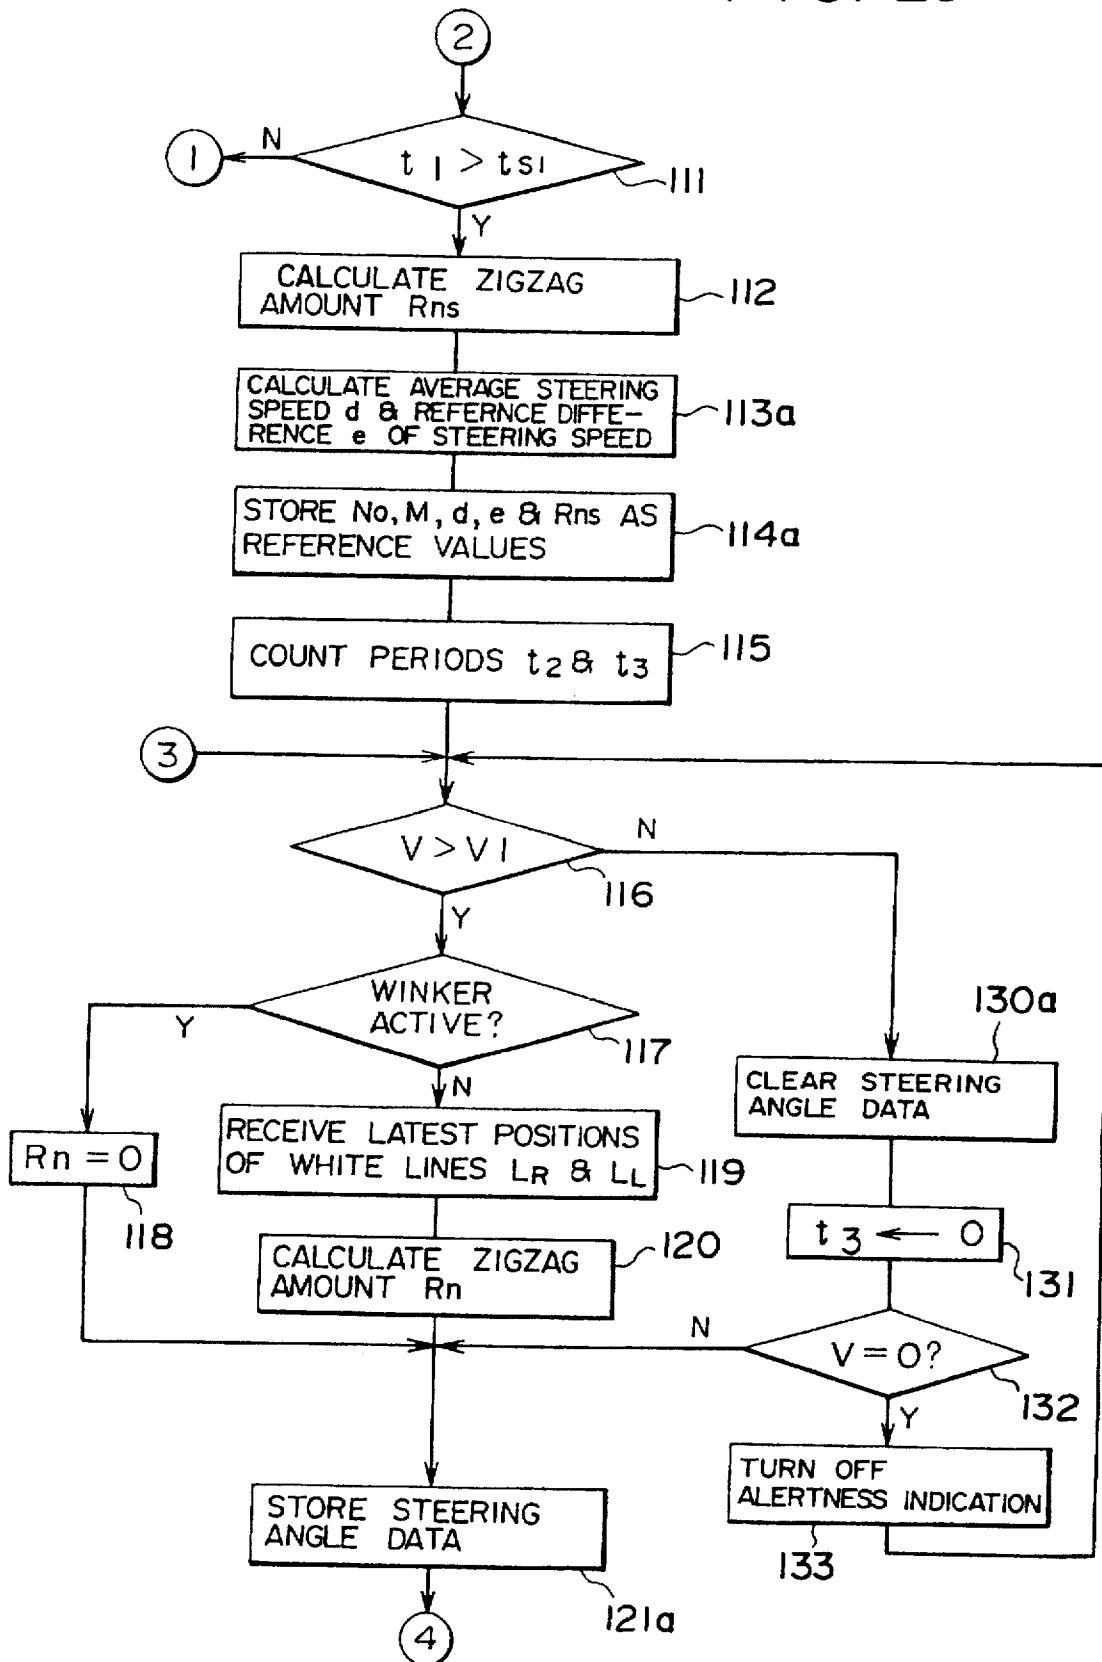 2
N
1
t1 > ts1
111
Y
CALCULATE ZIGZAG
AMOUNT Rns
112
CALCULATE AVERAGE STEERING
SPEED d & REFERNCE DIFFE-
RENCE e OF STEERING SPEED
113a
STORE No, M, d, e & Rns AS
REFERENCE VALUES
114a
COUNT PERIODS t2 & t3
115
3
V > V1
N
116
Y
WINKER
ACTIVE?
Y
117
N
130a
CLEAR STEERING
ANGLE DATA
Rn = 0
118
RECEIVE LATEST POSITIONS
OF WHITE LINES LR & LL
119
t3 ← 0
131
CALCULATE ZIGZAG
AMOUNT Rn
120
N
V = 0?
132
Y
TURN OFF
ALERTNESS INDICATION
133
STORE STEERING
ANGLE DATA
121a
4